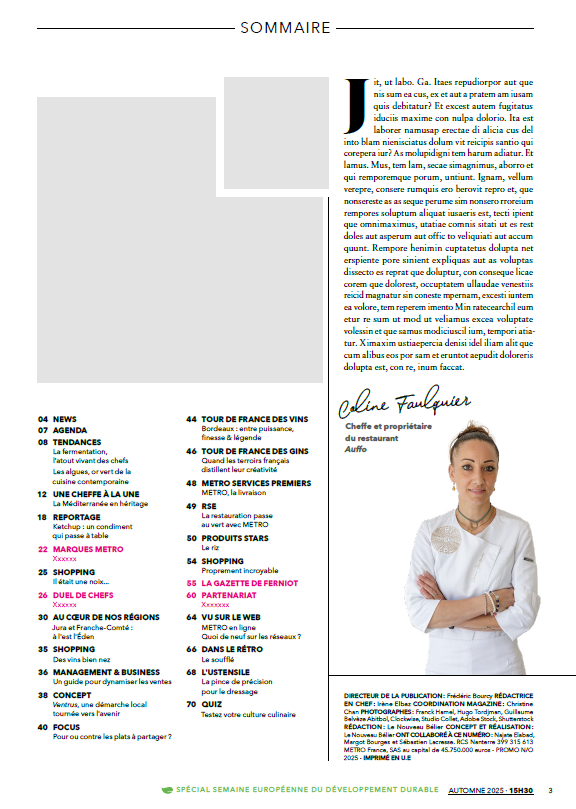 SOMMAIRE
J
it, ut labo. Ga. Itaes repudiorpor aut que
nis sum ea cus, ex et aut a pratem am iusam
quis debitatur? Et excest autem fugitatus
iduciis maxime con nulpa dolorio. Ita est
laborer namusap erectae di alicia cus del
into blam nienisciatus dolum vit reicipis santio qui
corepera iur? As molupidigni tem harum adiatur. Et
lamus. Mus, tem lam, secae simagnimus, aborro et
qui remporemque porum, untiunt. Ignam, vellum
verepre, consere rumquis ero berovit repro et, que
nonsereste as as seque perume sim nonsero rroreium
rempores soluptum aliquat iusaeris est, tecti ipient
que omnimaximus, utatiae comnis sitati ut es rest
doles aut asperum aut offic to veliquiati aut accum
quunt. Rempore henimin cuptatetus dolupta net
erspiente pore sinient expliquas aut as voluptas
dissecto es reprat que doluptur, con conseque licae
corem que dolorest, occuptatem ullaudae venestiis
reicid magnatur sin coneste mpernam, excesti iuntem
ea volore, tem reperem imento Min ratecearchil eum
etur re sum ut mod ut veliamus excea voluptate
volessin et que samus modiciuscil ium, tempori atia-
tur. Ximaxim ustiaepercia denisi idel iliam alit que
cum alibus eos por sam et eruntot aepudit doloreris
dolupta est, con re, inum faccat.
Coline Faulquier
Cheffe et propriétaire
du restaurant
Auffo
04 NEWS
07 AGENDA
08 TENDANCES
La fermentation,
l'atout vivant des chefs
Les algues, or vert de la
cuisine contemporaine
12 UNE CHEFFE À LA UNE
La Méditerranée en héritage
18 REPORTAGE
Ketchup : un condiment
qui passe à table
22 MARQUES METRO
Xxxxxx
25 SHOPPING
Il était une noix...
26 DUEL DE CHEFS
Xxxxxx
30 AU CŒUR DE NOS RÉGIONS
Jura et Franche-Comté :
à l'est l'Éden
35 SHOPPING
Des vins bien nez
36 MANAGEMENT & BUSINESS
Un guide pour dynamiser les ventes
38 CONCEPT
Ventrus, une démarche local
tournée vers l'avenir
40 FOCUS
Pour ou contre les plats à partager ?
44 TOUR DE FRANCE DES VINS
Bordeaux : entre puissance,
finesse & légende
46 TOUR DE FRANCE DES GINS
Quand les terroirs français
distillent leur créativité
48 METRO SERVICES PREMIERS
METRO, la livraison
49 RSE
La restauration passe
au vert avec METRO
50 PRODUITS STARS
Le riz
54 SHOPPING
Proprement incroyable
55 LA GAZETTE DE FERNIOT
60 PARTENARIAT
Xxxxxxx
64 VU SUR LE WEB
METRO en ligne
Quoi de neuf sur les réseaux ?
66 DANS LE RÉTRO
Le soufflé
68 L'USTENSILE
La pince de précision
pour le dressage
70 QUIZ
Testez votre culture culinaire
DIRECTEUR DE LA PUBLICATION : Frédéric Bourcy RÉDACTRICE
EN CHEF : Irène Elbaz COORDINATION MAGAZINE : Christine
Chan PHOTOGRAPHES : Franck Hamel, Hugo Tordjman, Guillaume
Belvèze Abitbol, Clockwise, Studio Collet, Adobe Stock, Shutterstock
RÉDACTION : Le Nouveau Bélier CONCEPT ET RÉALISATION :
Le Nouveau Bélier ONT COLLABORÉ À CE NUMÉRO : Najate Elabad,
Margot Bourges et Sébastien Lacresse. RCS Nanterre 399 315 613
METRO France, SAS au capital de 45.750.000 euros - PROMO N/O
2025 - IMPRIMÉ EN U.E
SPÉCIAL SEMAINE EUROPÉENNE DU DÉVELOPPEMENT DURABLE AUTOMNE 2025 · 15H30 3